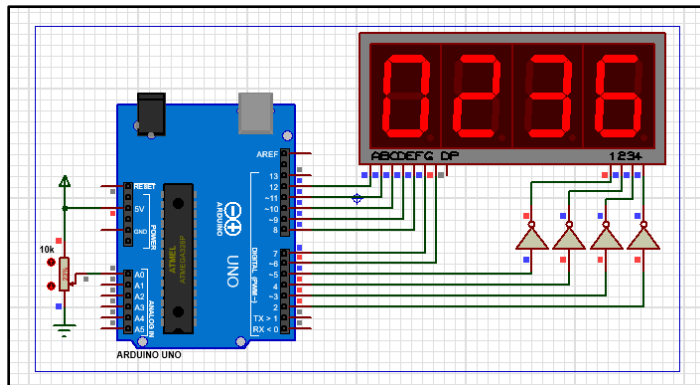 0236
ABCDEFG DP
1234
AREF
13
12
~11
~10
~9
8
7
~6
~5
4
~3
2
TX > 1
RX < 0
RESET
5V
GND
POWER
A0
A1
A2
A3
A4
A5
ANALOG IN
ATMEL
ATMEGA328P
ARDUINO
UNO
DIGITAL (PWM~)
10k
ARDUINO UNO